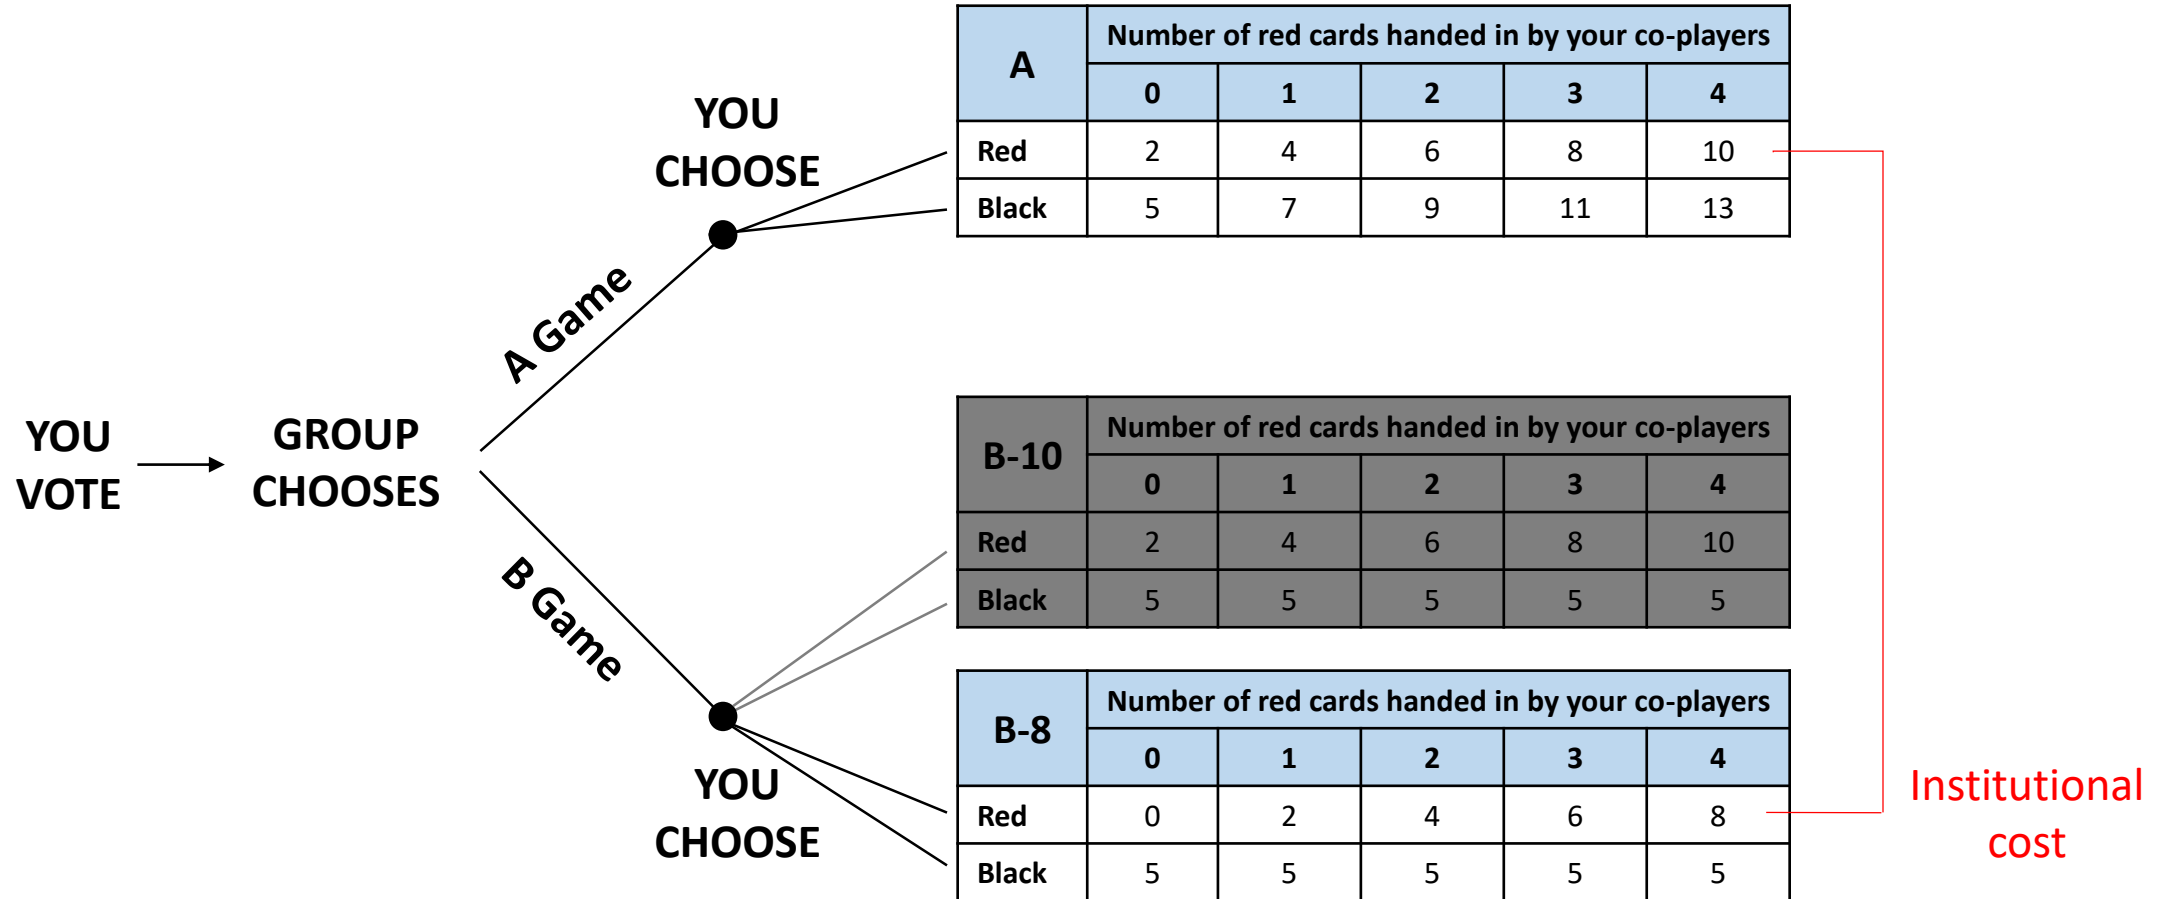 YOU
VOTE
GROUP
CHOOSES
A Game
B Game
YOU
CHOOSE
A
Number of red cards handed in by your co-players
0 1 2 3 4
Red 2 4 6 8 10
Black 5 7 9 11 13
B-10
Number of red cards handed in by your co-players
0 1 2 3 4
Red 2 4 6 8 10
Black 5 5 5 5 5
YOU
CHOOSE
B-8
Number of red cards handed in by your co-players
0 1 2 3 4
Red 0 2 4 6 8
Black 5 5 5 5 5
Institutional
cost